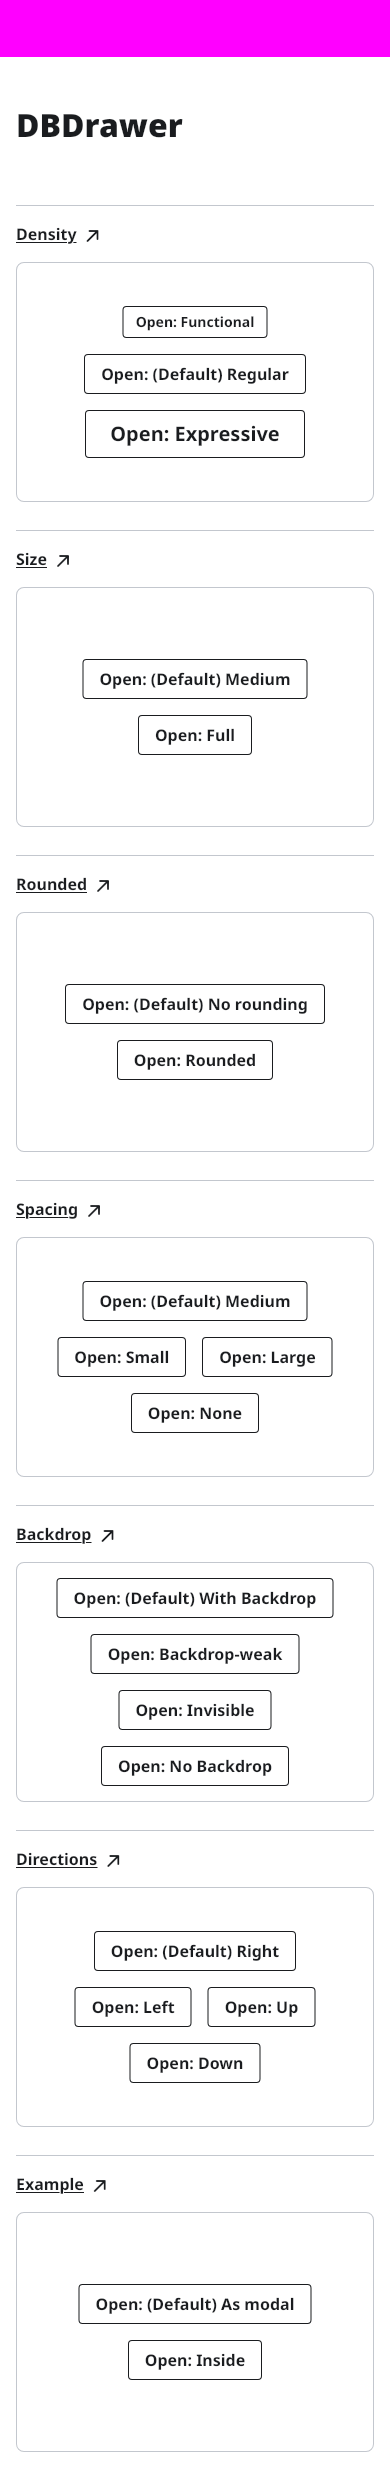 DBDrawer
Density
Open: Functional
Open: (Default) Regular
Open: Expressive
Size
Open: (Default) Medium
Open: Full
Rounded
Open: (Default) No rounding
Open: Rounded
Spacing
Open: (Default) Medium
Open: Small Open: Large
Open: None
Backdrop
Open: (Default) With Backdrop
Open: Backdrop-weak
Open: Invisible
Open: No Backdrop
Directions
Open: (Default) Right
Open: Left Open: Up
Open: Down
Example
Open: (Default) As modal
Open: Inside